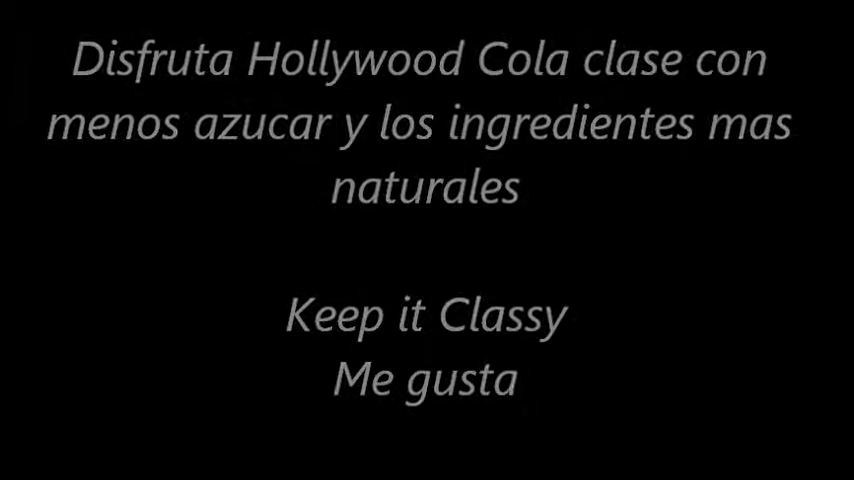 Disfruta Hollywood Cola clase con
menos azucar y los ingredientes mas
naturales
Keep it Classy
Me gusta